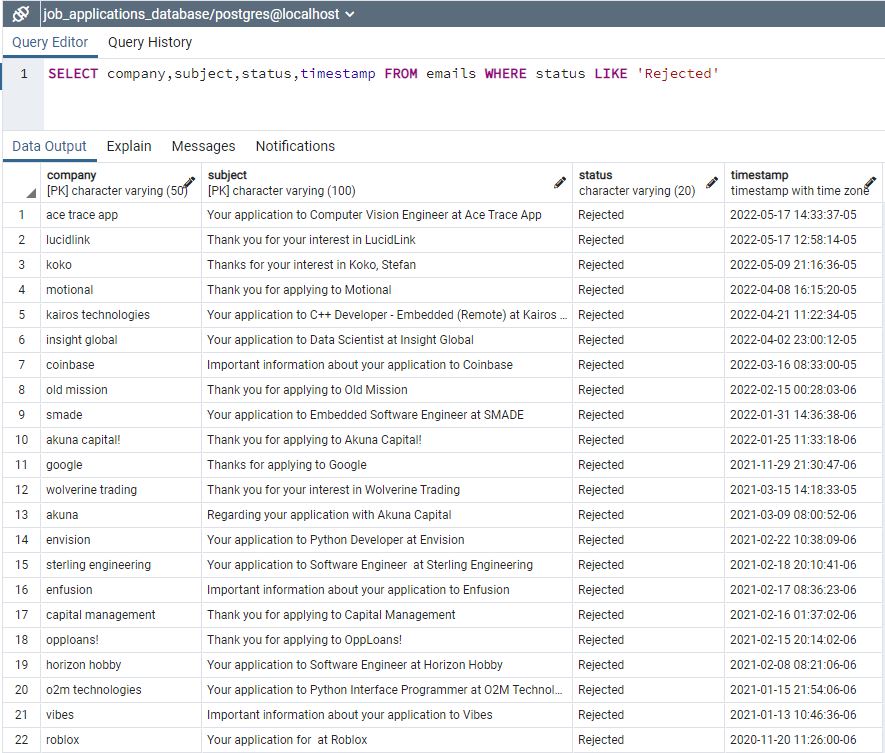 job_applications_database/postgres@localhost
Query Editor Query History
1 SELECT company,subject,status,timestamp FROM emails WHERE status LIKE 'Rejected'
Data Output Explain Messages Notifications
company subject status timestamp
[PK] character varying (50) [PK] character varying (100) character varying (20) timestamp with time zone
1 ace trace app Your application to Computer Vision Engineer at Ace Trace App Rejected 2022-05-17 14:33:37-05
2 lucidlink Thank you for your interest in LucidLink Rejected 2022-05-17 12:58:14-05
3 koko Thanks for your interest in Koko, Stefan Rejected 2022-05-09 21:16:36-05
4 motional Thank you for applying to Motional Rejected 2022-04-08 16:15:20-05
5 kairos technologies Your application to C++ Developer - Embedded (Remote) at Kairos ... Rejected 2022-04-21 11:22:34-05
6 insight global Your application to Data Scientist at Insight Global Rejected 2022-04-02 23:00:12-05
7 coinbase Important information about your application to Coinbase Rejected 2022-03-16 08:33:00-05
8 old mission Thank you for applying to Old Mission Rejected 2022-02-15 00:28:03-06
9 smade Your application to Embedded Software Engineer at SMADE Rejected 2022-01-31 14:36:38-06
10 akuna capital! Thank you for applying to Akuna Capital! Rejected 2022-01-25 11:33:18-06
11 google Thanks for applying to Google Rejected 2021-11-29 21:30:47-06
12 wolverine trading Thank you for your interest in Wolverine Trading Rejected 2021-03-15 14:18:33-05
13 akuna Regarding your application with Akuna Capital Rejected 2021-03-09 08:00:52-06
14 envision Your application to Python Developer at Envision Rejected 2021-02-22 10:38:09-06
15 sterling engineering Your application to Software Engineer  at Sterling Engineering Rejected 2021-02-18 20:10:41-06
16 enfusion Important information about your application to Enfusion Rejected 2021-02-17 08:36:23-06
17 capital management Thank you for applying to Capital Management Rejected 2021-02-16 01:37:02-06
18 opploans! Thank you for applying to OppLoans! Rejected 2021-02-15 20:14:02-06
19 horizon hobby Your application to Software Engineer at Horizon Hobby Rejected 2021-02-08 08:21:06-06
20 o2m technologies Your application to Python Interface Programmer at O2M Technol... Rejected 2021-01-15 21:54:06-06
21 vibes Important information about your application to Vibes Rejected 2021-01-13 10:46:36-06
22 roblox Your application for  at Roblox Rejected 2020-11-20 11:26:00-06